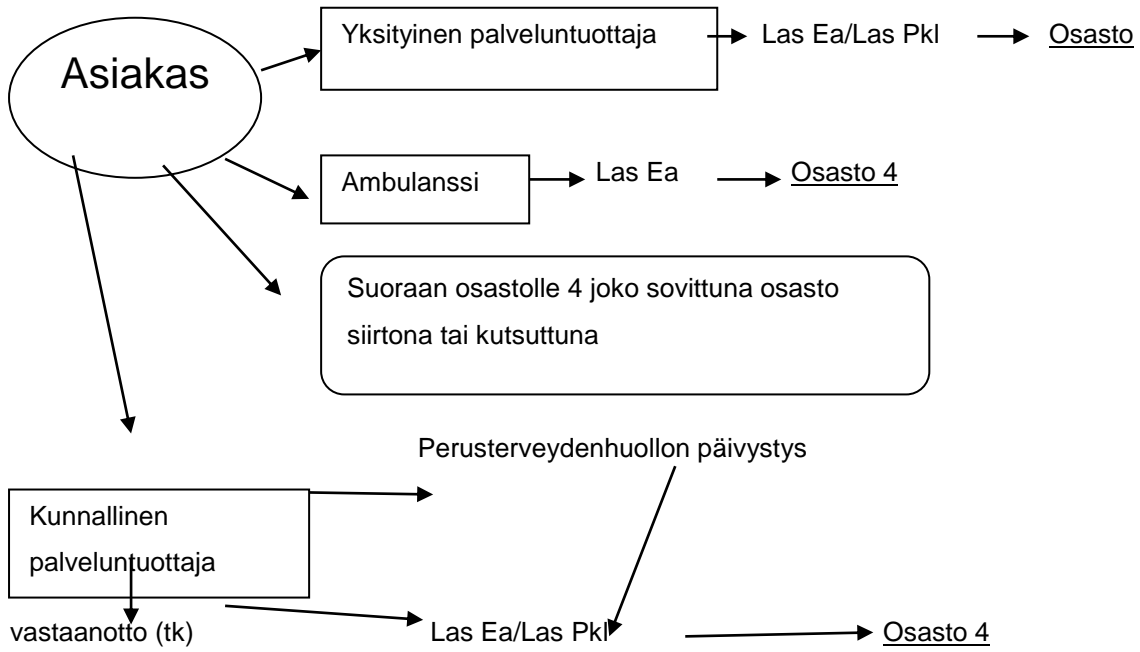 Asiakas
Yksityinen palveluntuottaja
Las Ea/Las Pkl
Osasto
Ambulanssi
Las Ea
Osasto 4
Suoraan osastolle 4 joko sovittuna osasto
siirtona tai kutsuttuna
Perusterveydenhuollon päivystys
Kunnallinen
palveluntuottaja
vastaanotto (tk)
Las Ea/Las Pkl
Osasto 4